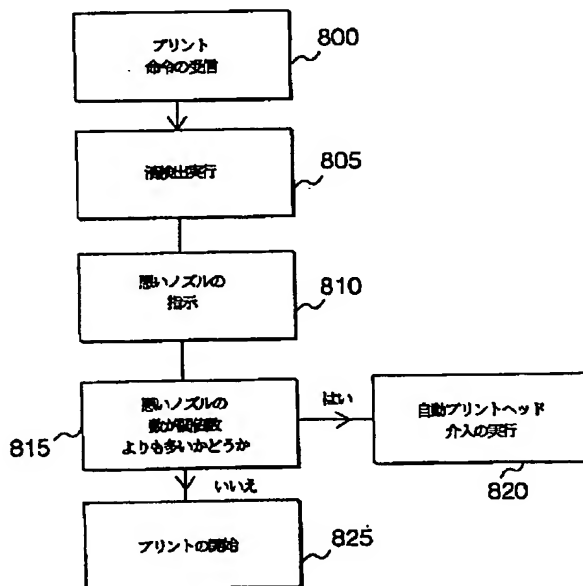 プリント
命令の受信
800
滴検出実行
805
悪いノズルの
指示
810
悪いノズルの
数が閾値数
よりも多いかどうか
815
はい
自動プリントヘッド
介入の実行
820
いいえ
プリントの開始
825